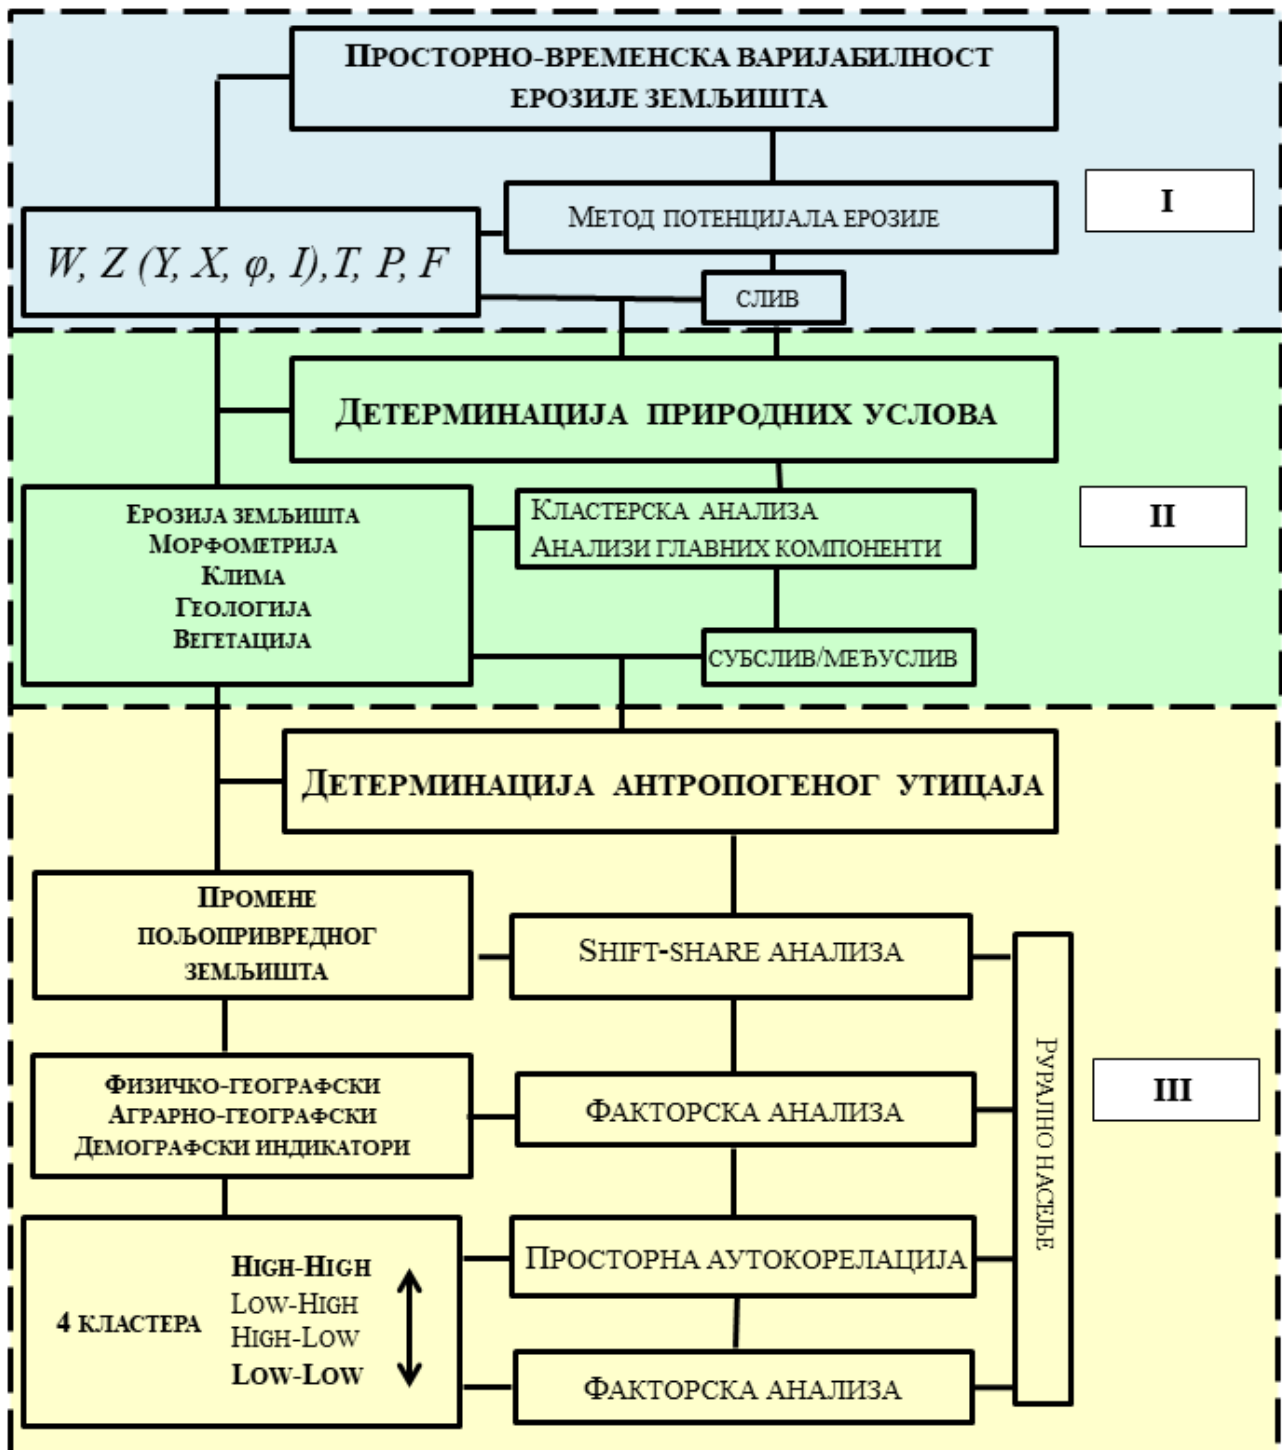 ПРОСТОРНО-ВРЕМЕНСКА ВАРИЈАБИЛНОСТ
ЕРОЗИЈЕ ЗЕМЉИШТА
МЕТОД ПОТЕНЦИЈАЛА ЕРОЗИЈЕ
I
W, Z (Y, X, φ, I),T, P, F
СЛИВ
ДЕТЕРМИНАЦИЈА ПРИРОДНИХ УСЛОВА
ЕРОЗИЈА ЗЕМЉИШТА
МОРФОМЕТРИЈА
КЛИМА
ГЕОЛОГИЈА
ВЕГЕТАЦИЈА
КЛАСТЕРСКА АНАЛИЗА
АНАЛИЗИ ГЛАВНИХ КОМПОНЕНТИ
II
СУБСЛИВ/МЕЂУСЛИВ
ДЕТЕРМИНАЦИЈА АНТРОПОГЕНОГ УТИЦАЈА
ПРОМЕНЕ
ПОЉОПРИВРЕДНОГ
ЗЕМЉИШТА
SHIFT-SHARE АНАЛИЗА
ФИЗИЧКО-ГЕОГРАФСКИ
АГРАРНО-ГЕОГРАФСКИ
ДЕМОГРАФСКИ ИНДИКАТОРИ
ФАКТОРСКА АНАЛИЗА
РУРАЛНО НАСЕЉЕ
III
4 КЛАСТЕРА
HIGH-HIGH
LOW-HIGH
HIGH-LOW
LOW-LOW
ПРОСТОРНА АУТОКОРЕЛАЦИЈА
ФАКТОРСКА АНАЛИЗА